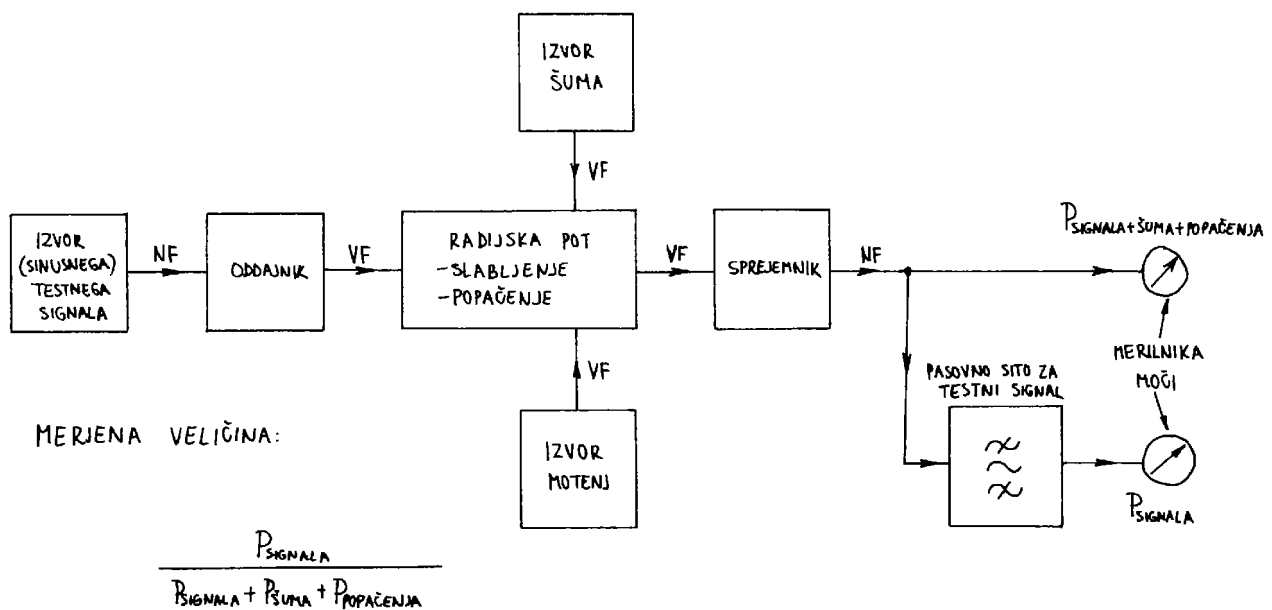 IZVOR
ŠUMA
VF
IZVOR
(SINUSNEGA)
TESTNEGA
SIGNALA
NF
ODDAJNIK
VF
RADIJSKA POT
-SLABLJENJE
-POPAČENJE
VF
SPREJEMNIK
NF
PSIGNALA+ŠUMA+POPAČENJA
MERILNIKA
MOČI
VF
IZVOR
MOTENJ
PASOVNO SITO ZA
TESTNI SIGNAL
PSIGNALA
MERJENA VELIČINA:
PSIGNALA
PSIGNALA + PŠUMA + PPOPAČENJA